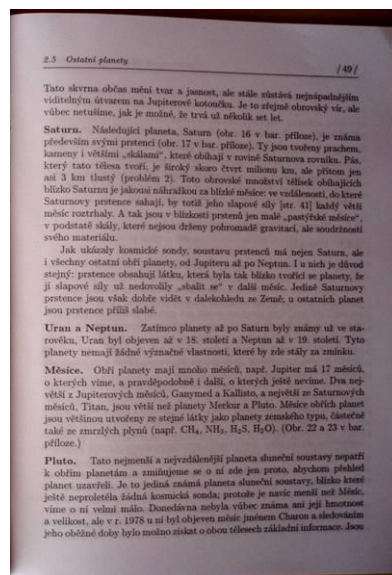 2.5 Ostatní planety /49/
Tato skvrna občas mění tvar a jasnost, ale stále zůstává nejnápadnějším
viditelným útvarem na Jupiterově kotoučku. Je to zřejmě obrovský vír, ale
vůbec netušíme, jak je možné, že trvá už několik set let.
Saturn. Následující planeta, Saturn (obr. 16 v bar. příloze), je známa
především svými prstenci (obr. 17 v bar. příloze). Ty jsou tvořeny prachem,
kameny i většími „skálami“, které obíhají v rovině Saturnova rovníku. Pás,
který tato tělesa tvoří, je široký skoro čtvrt milionu km, ale přitom jen
asi 3 km tlustý (problém 2). Toto obrovské množství tělísek obíhajících
blízko Saturnu je jakousi náhražkou za blízké měsíce: ve vzdálenosti, do které
Saturnovy prstence sahají, by totiž jeho slapové síly [str. 41] každý větší
měsíc roztrhaly. A tak jsou v blízkosti prstenců jen malé „pastýřské měsíce“,
v podstatě skály, které nejsou drženy pohromadě gravitací, ale soudržností
svého materiálu.
Jak ukázaly kosmické sondy, soustavu prstenců má nejen Saturn, ale
i všechny ostatní obří planety, od Jupiteru až po Neptun. I u nich je důvod
stejný: prstence obsahují látku, která byla tak blízko tvořící se planety, že
jí slapové síly už nedovolily „sbalit se“ v další měsíc. Jedině Saturnovy
prstence jsou však dobře vidět v dalekohledu ze Země; u ostatních planet
jsou prstence příliš slabé.
Uran a Neptun. Zatímco planety až po Saturn byly známy už ve sta-
rověku, Uran byl objeven až v 18. století a Neptun až v 19. století. Tyto
planety nemají žádné význačné vlastnosti, které by zde stály za zmínku.
Měsíce. Obří planety mají mnoho měsíců, např. Jupiter má 17 měsíců,
o kterých víme, a pravděpodobně i další, o kterých ještě nevíme. Dva nej-
větší z Jupiterových měsíců, Ganymed a Kallisto, a největší ze Saturnových
měsíců, Titan, jsou větší než planety Merkur a Pluto. Měsíce obřích planet
jsou většinou utvořeny ze stejné látky jako planety zemského typu, částečně
také ze zmrzlých plynů (např. CH₄, NH₃, H₂S, H₂O). (Obr. 22 a 23 v bar.
příloze.)
Pluto. Tato nejmenší a nejvzdálenější planeta sluneční soustavy nepatří
k obřím planetám a zmiňujeme se o ní zde jen proto, abychom přehled
planet uzavřeli. Je to jediná známá planeta sluneční soustavy, blízko které
ještě neproletěla žádná kosmická sonda; protože je navíc menší než Měsíc,
víme o ní velmi málo. Donedávna nebyla vůbec známa ani její hmotnost
a velikost, ale v r. 1978 u ní byl objeven měsíc jménem Charon a sledováním
jeho oběžné doby bylo možno získat o obou tělesech základní informace. Jsou